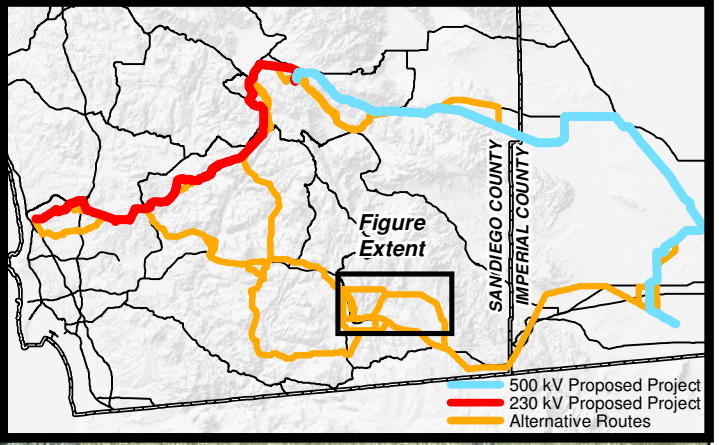 Figure
Extent
SAN DIEGO COUNTY
IMPERIAL COUNTY
500 kV Proposed Project
230 kV Proposed Project
Alternative Routes